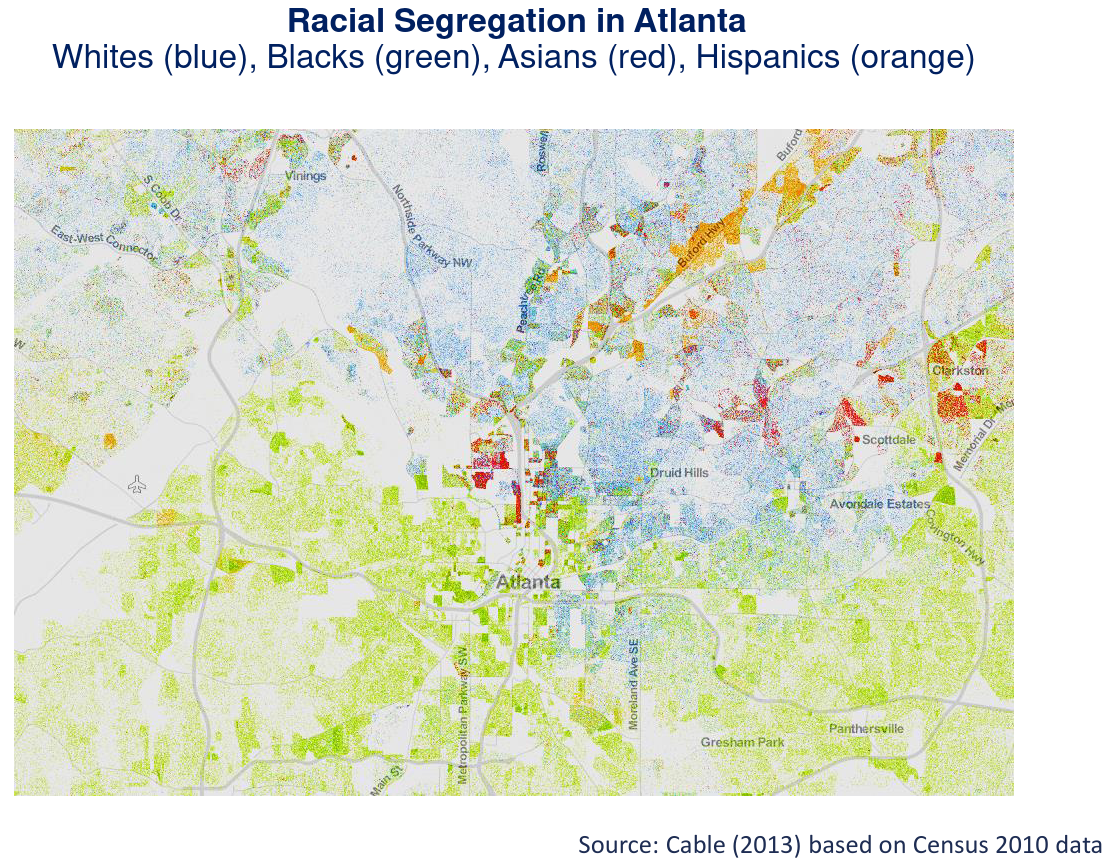 Racial Segregation in Atlanta
Whites (blue), Blacks (green), Asians (red), Hispanics (orange)
Roswell
Buford
Vinings
S Cobb Dr
Northside Parkway NW
East-West Connector
Buford Hwy
Peachtree Rd
W
Clarkston
Scottdale
Memorial Dr
Druid Hills
Avondale Estates
Covington Hwy
Atlanta
Moreland Ave SE
Metropolitan Parkway SW
Panthersville
Gresham Park
Main St
Source: Cable (2013) based on Census 2010 data